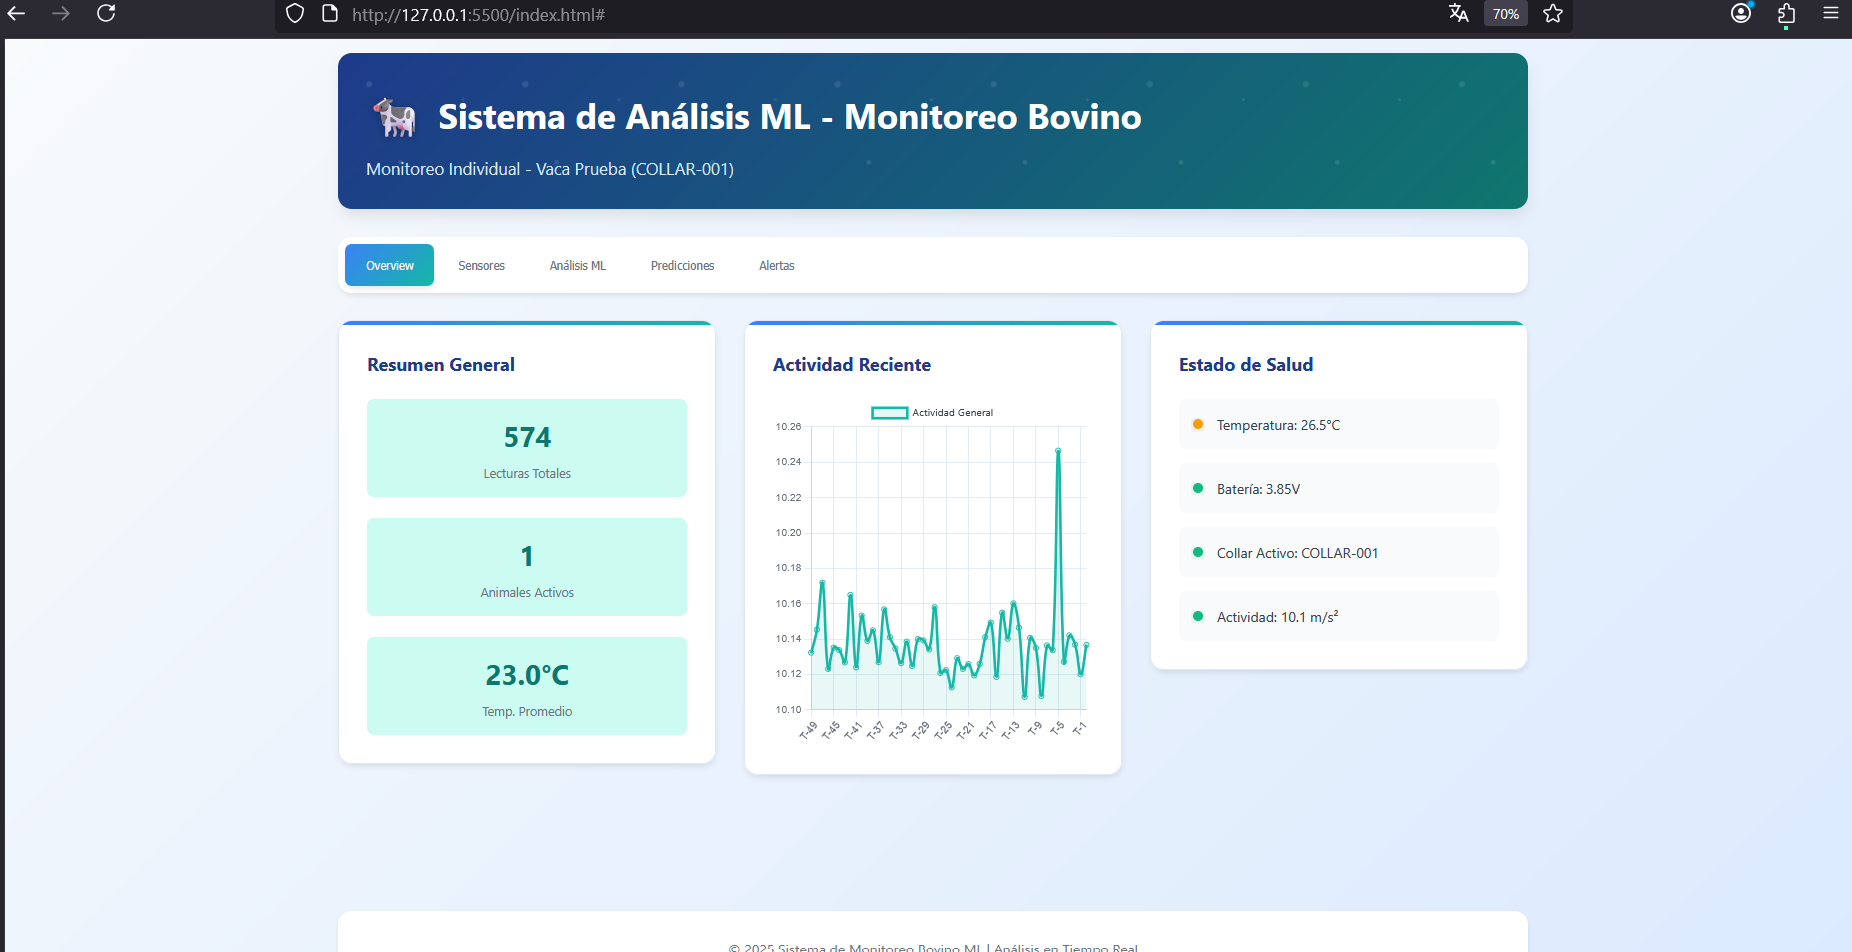 http://127.0.0.1:5500/index.html#
70%
Sistema de Análisis ML - Monitoreo Bovino
Monitoreo Individual - Vaca Prueba (COLLAR-001)
Overview
Sensores
Análisis ML
Predicciones
Alertas
Resumen General
574
Lecturas Totales
1
Animales Activos
23.0°C
Temp. Promedio
Actividad Reciente
Actividad General
10.26
10.24
10.22
10.20
10.18
10.16
10.14
10.12
10.10
T-49
T-45
T-41
T-37
T-33
T-29
T-25
T-21
T-17
T-13
T-9
T-5
T-1
Estado de Salud
Temperatura: 26.5°C
Batería: 3.85V
Collar Activo: COLLAR-001
Actividad: 10.1 m/s²
© 2025 Sistema de Monitoreo Bovino ML | Análisis en Tiempo Real